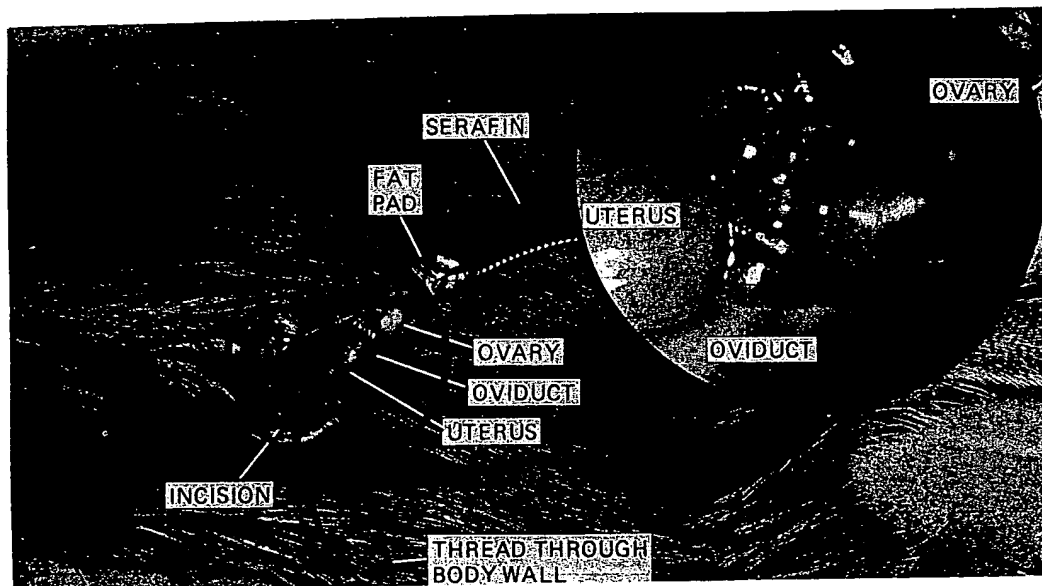 OVARY
SERAFIN
FAT
PAD
UTERUS
OVARY
OVIDUCT
OVIDUCT
UTERUS
INCISION
THREAD THROUGH
BODY WALL